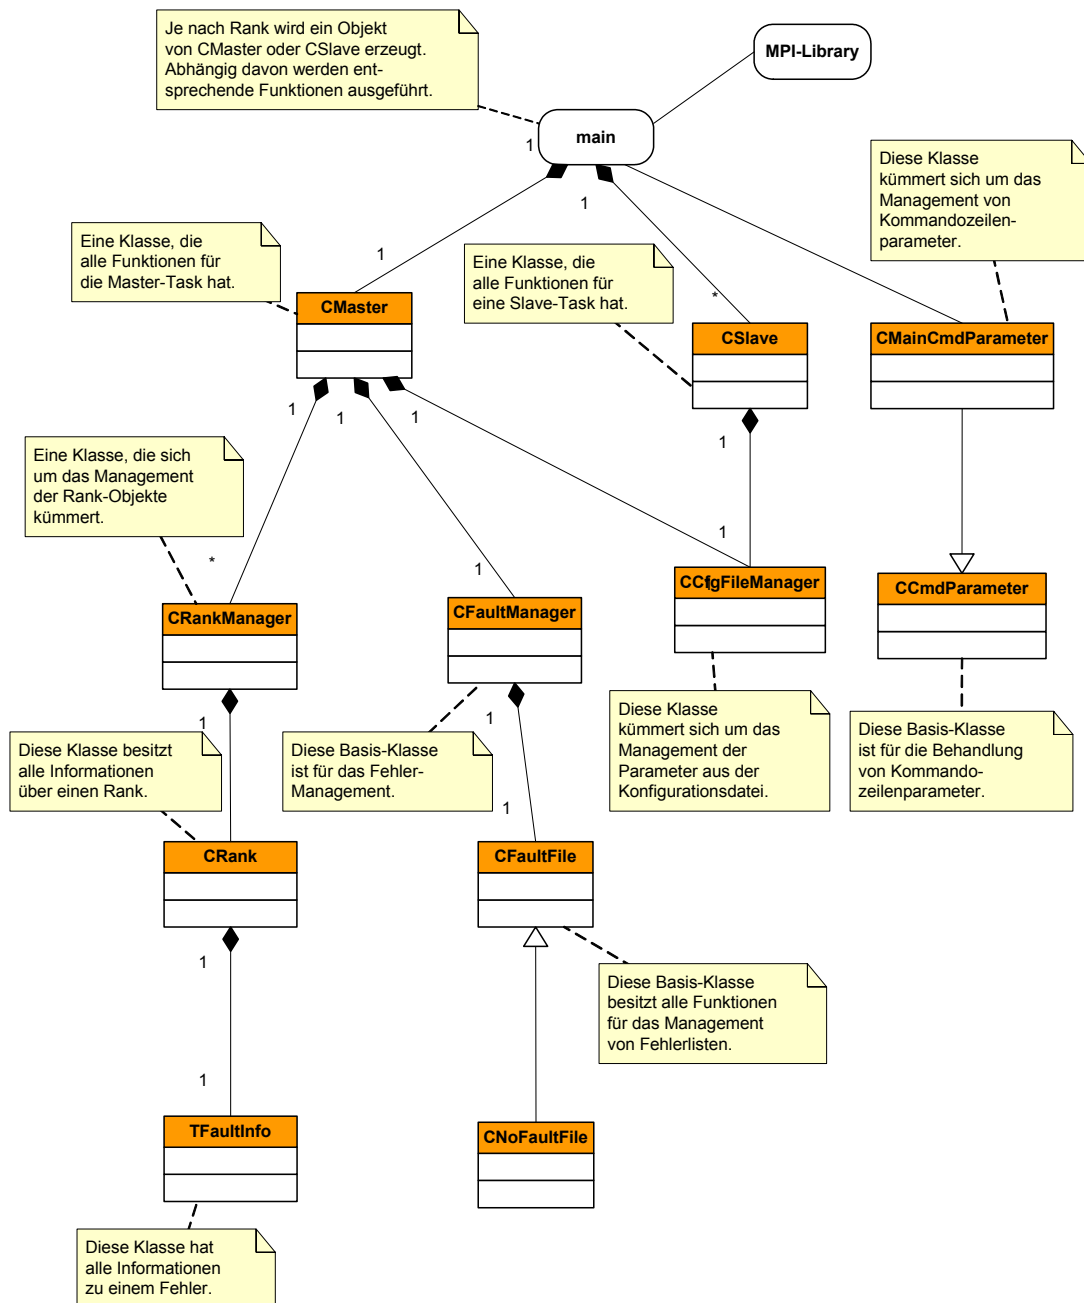 Je nach Rank wird ein Objekt
von CMaster oder CSlave erzeugt.
Abhängig davon werden ent-
sprechende Funktionen ausgeführt.
MPI-Library
main
1
1
Diese Klasse
kümmert sich um das
Management von
Kommandozeilen-
parameter.
Eine Klasse, die
alle Funktionen für
die Master-Task hat.
1
Eine Klasse, die
alle Funktionen für
eine Slave-Task hat.
*
CMaster
CSlave
CMainCmdParameter
1
1
1
1
Eine Klasse, die sich
um das Management
der Rank-Objekte
kümmert.
*
1
1
CRankManager
CFaultManager
CCfgFileManager
CCmdParameter
1
1
Diese Klasse besitzt
alle Informationen
über einen Rank.
Diese Basis-Klasse
ist für das Fehler-
Management.
Diese Klasse
kümmert sich um das
Management der
Parameter aus der
Konfigurationsdatei.
Diese Basis-Klasse
ist für die Behandlung
von Kommando-
zeilenparameter.
1
1
CRank
CFaultFile
1
Diese Basis-Klasse
besitzt alle Funktionen
für das Management
von Fehlerlisten.
1
TFaultInfo
CNoFaultFile
Diese Klasse hat
alle Informationen
zu einem Fehler.